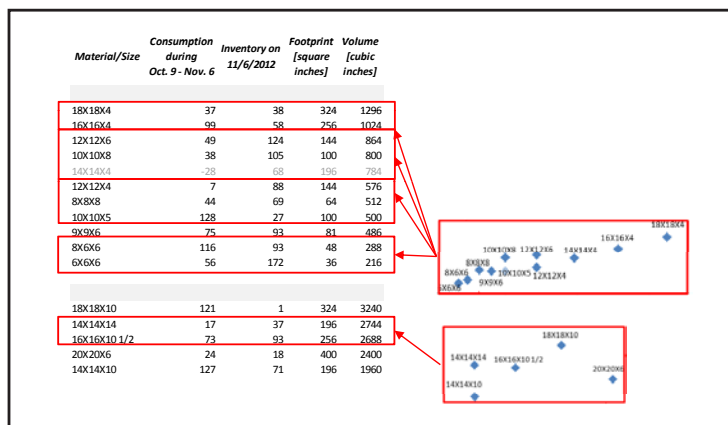 Material/Size Consumption during Oct. 9 - Nov. 6 Inventory on 11/6/2012 Footprint [square inches] Volume [cubic inches]
18X18X4 37 38 324 1296
16X16X4 99 58 256 1024
12X12X6 49 124 144 864
10X10X8 38 105 100 800
14X14X4 -28 68 196 784
12X12X4 7 88 144 576
8X8X8 44 69 64 512
10X10X5 128 27 100 500
9X9X6 75 93 81 486
8X6X6 116 93 48 288
6X6X6 56 172 36 216
18X18X10 121 1 324 3240
14X14X14 17 37 196 2744
16X16X10 1/2 73 93 256 2688
20X20X6 24 18 400 2400
14X14X10 127 71 196 1960
18X18X4
16X16X4
10X10X8 12X12X6 14X14X4
8X8X8
8X6X6 10X10X5 12X12X4
9X9X6
18X18X10
14X14X14 16X16X10 1/2
20X20X6
14X14X10